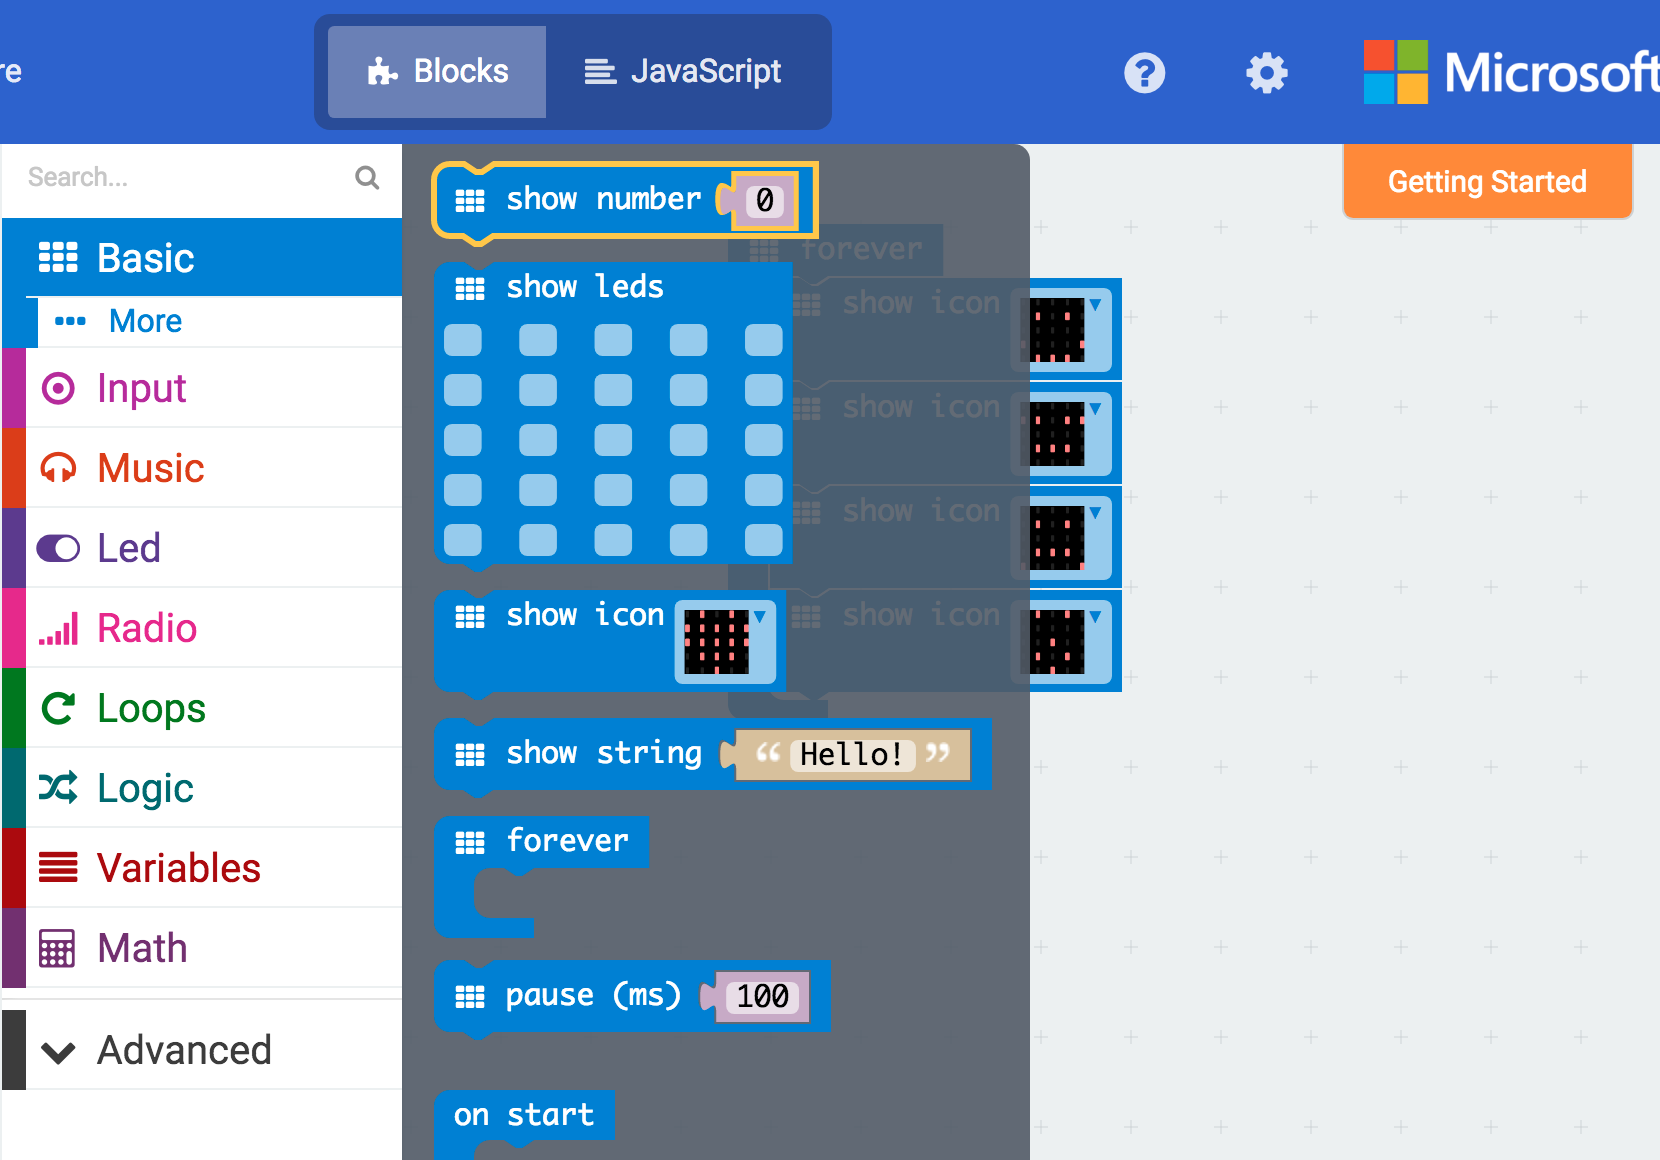 re
Blocks
JavaScript
?
Microsoft
Search...
Getting Started
Basic
More
Input
Music
Led
Radio
Loops
Logic
Variables
Math
Advanced
show number 0
show leds
show icon
show string “ Hello! ”
forever
pause (ms) 100
on start
forever
show icon
show icon
show icon
show icon